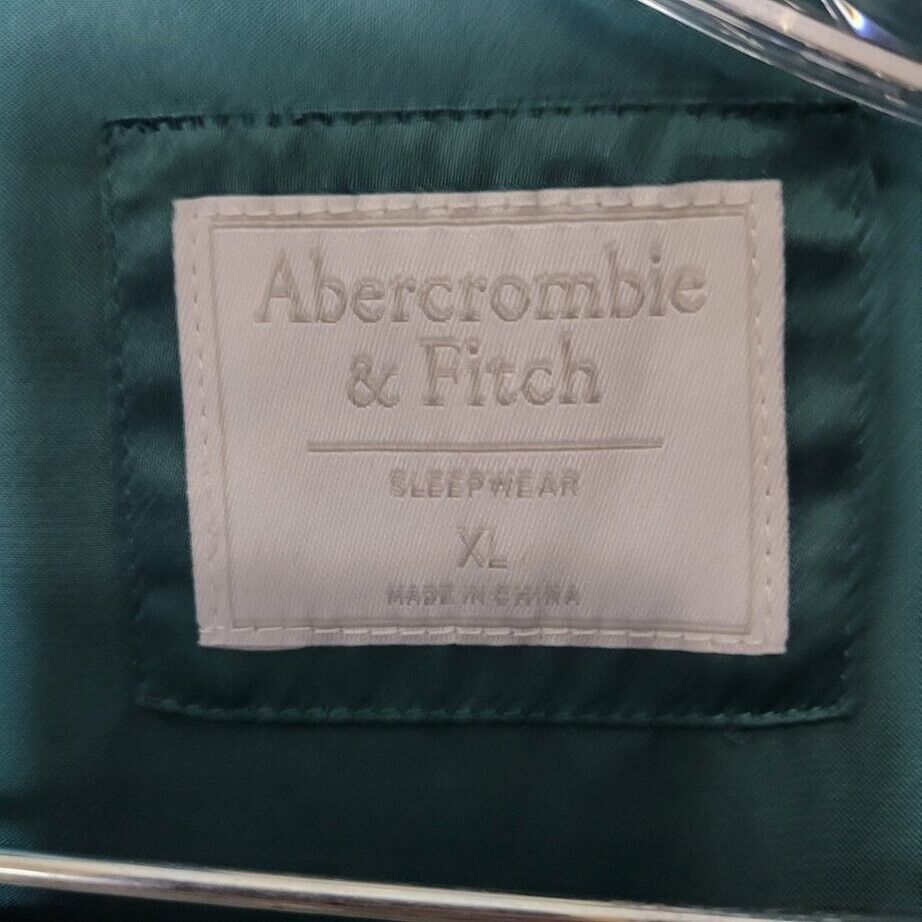 Abercrombie
& Fitch
SLEEPWEAR
XL
MADE IN CHINA